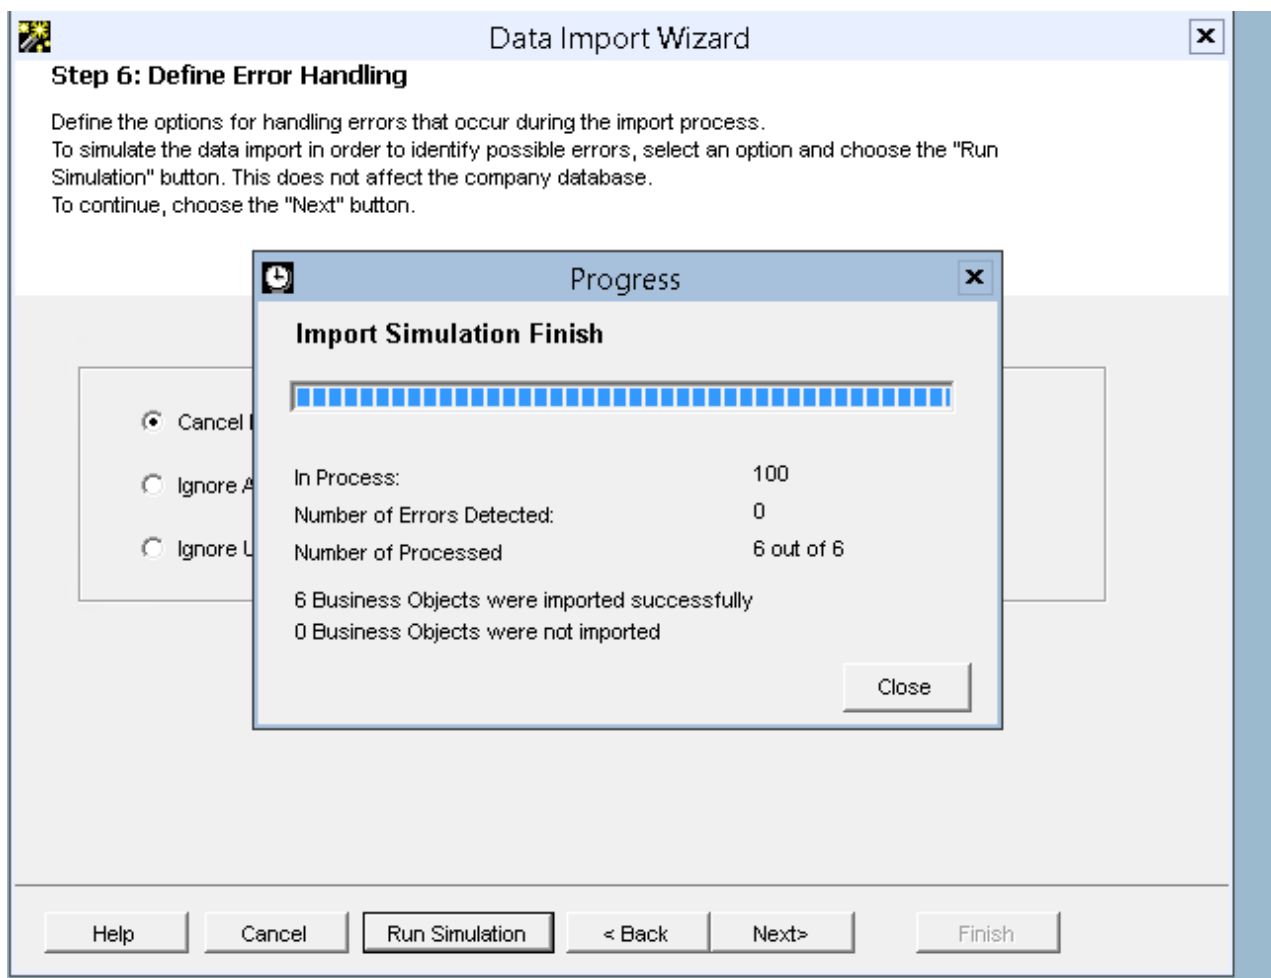 Data Import Wizard
Step 6: Define Error Handling
Define the options for handling errors that occur during the import process.
To simulate the data import in order to identify possible errors, select an option and choose the "Run
Simulation" button. This does not affect the company database.
To continue, choose the "Next" button.
Progress
Import Simulation Finish
Cancel
Ignore
Ignore
In Process: 100
Number of Errors Detected: 0
Number of Processed 6 out of 6
6 Business Objects were imported successfully
0 Business Objects were not imported
Close
Help Cancel Run Simulation < Back Next> Finish